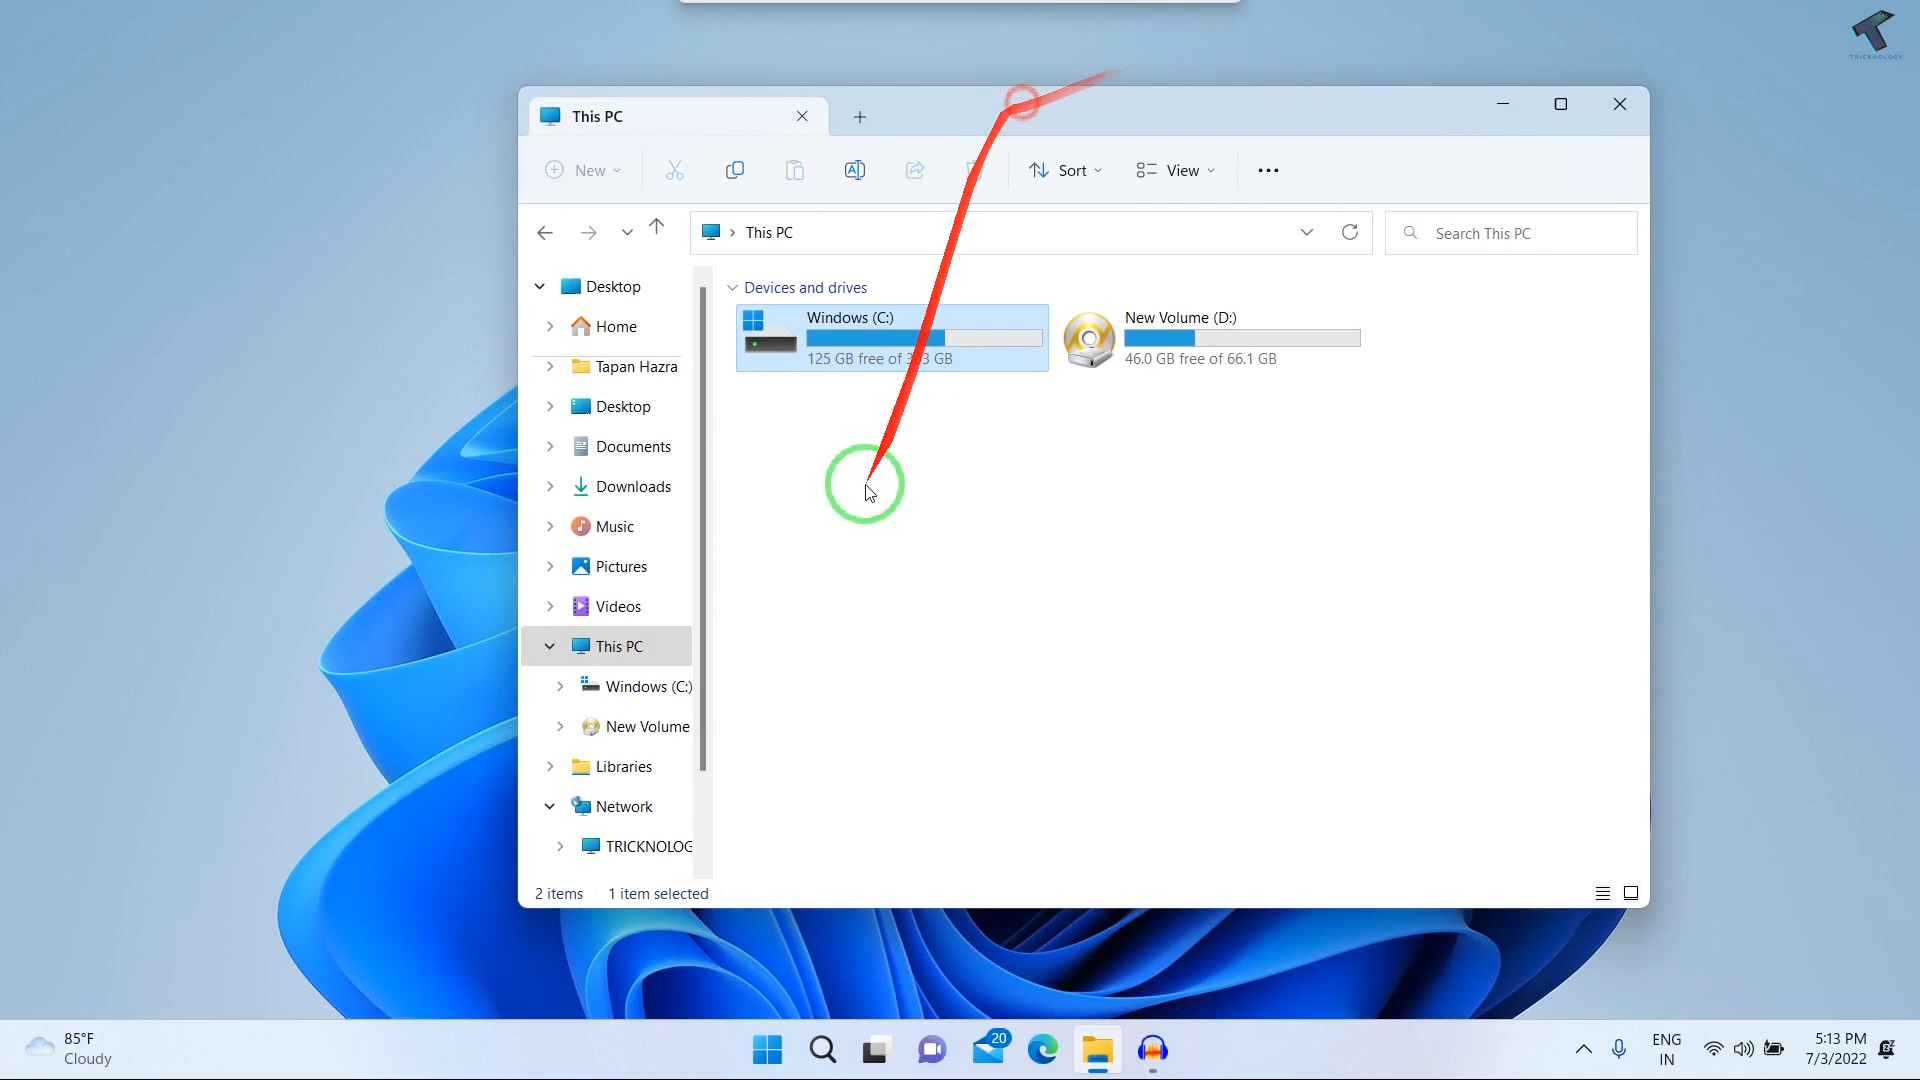 TRICKNOLOGY
This PC
New
Sort
View
This PC
Search This PC
Desktop
Home
Tapan Hazra
Desktop
Documents
Downloads
Music
Pictures
Videos
This PC
Windows (C:)
New Volume
Libraries
Network
TRICKNOLOG
Devices and drives
Windows (C:)
125 GB free of
GB
New Volume (D:)
46.0 GB free of 66.1 GB
2 items
1 item selected
85°F
Cloudy
20
ENG
IN
5:13 PM
7/3/2022